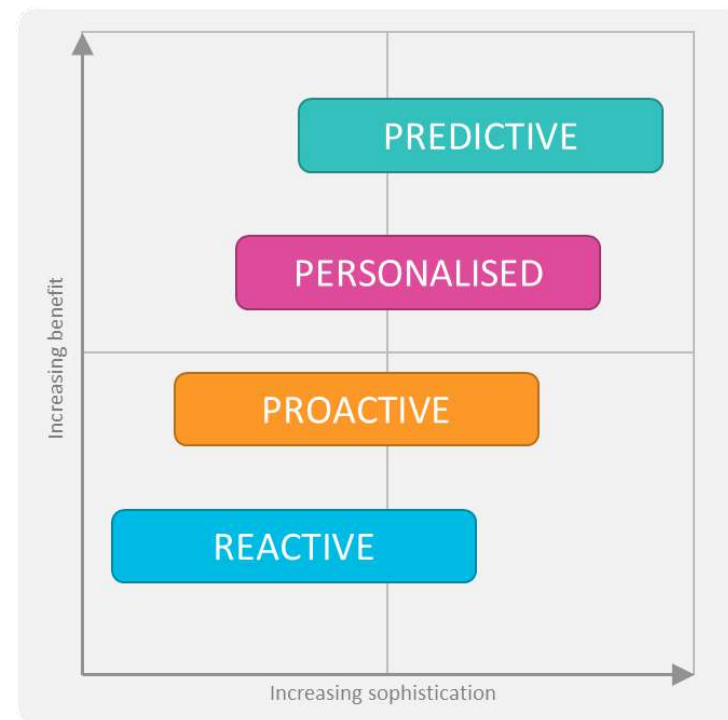 PREDICTIVE
PERSONALISED
PROACTIVE
REACTIVE
Increasing benefit
Increasing sophistication